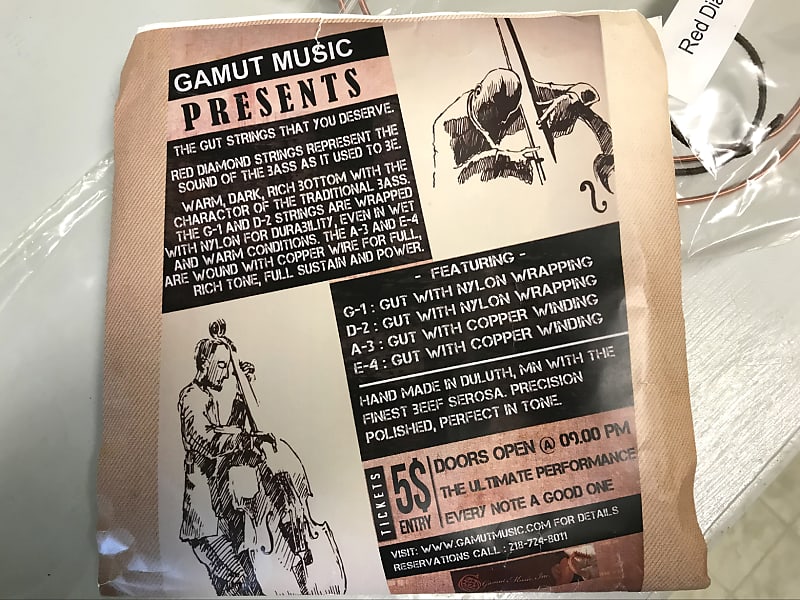 GAMUT MUSIC
PRESENTS
THE GUT STRINGS THAT YOU DESERVE.
RED DIAMOND STRINGS REPRESENT THE
SOUND OF THE BASS AS IT USED TO BE.
WARM, DARK, RICH BOTTOM WITH THE
CHARACTOR OF THE TRADITIONAL BASS.
THE G-1 AND D-2 STRINGS ARE WRAPPED
WITH NYLON FOR DURABILITY, EVEN IN WET
AND WARM CONDITIONS. THE A-3 AND E-4
ARE WOUND WITH COPPER WIRE FOR FULL,
RICH TONE, FULL SUSTAIN AND POWER.
- FEATURING -
G-1 : GUT WITH NYLON WRAPPING
D-2 : GUT WITH NYLON WRAPPING
A-3 : GUT WITH COPPER WINDING
E-4 : GUT WITH COPPER WINDING
HAND MADE IN DULUTH, MN WITH THE
FINEST BEEF SEROSA. PRECISION
POLISHED, PERFECT IN TONE.
TICKETS
5$
ENTRY
DOORS OPEN @ 09.00 PM
THE ULTIMATE PERFORMANCE
EVERY NOTE A GOOD ONE
VISIT: WWW.GAMUTMUSIC.COM FOR DETAILS
RESERVATIONS CALL : 218-724-8011
Gamut Music Inc.
Red Dia